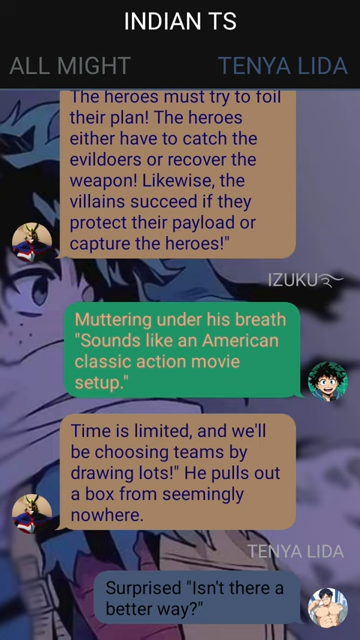 INDIAN TS
ALL MIGHT TENYA LIDA
The heroes must try to foil
their plan! The heroes
either have to catch the
evildoers or recover the
weapon! Likewise, the
villains succeed if they
protect their payload or
capture the heroes!"
IZUKU
Muttering under his breath
"Sounds like an American
classic action movie
setup."
Time is limited, and we'll
be choosing teams by
drawing lots!" He pulls out
a box from seemingly
nowhere.
TENYA LIDA
Surprised "Isn't there a
better way?"